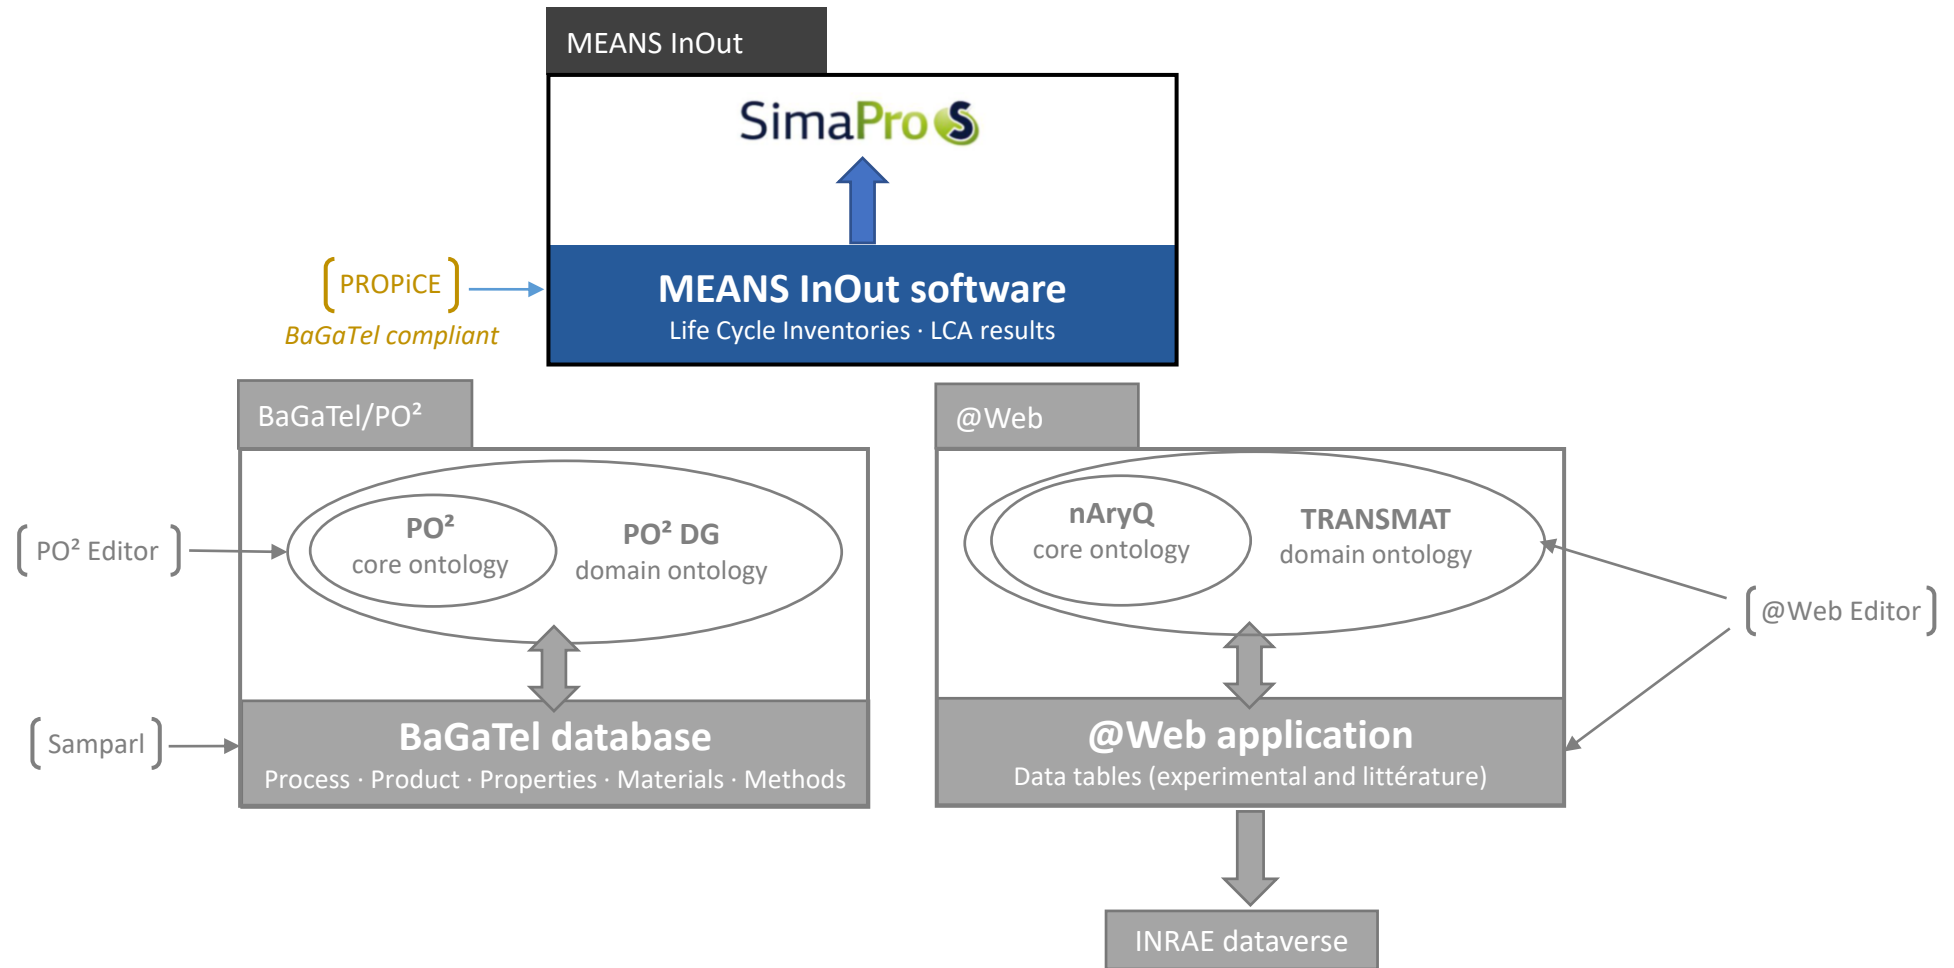 MEANS InOut
SimaPro S
PROPiCE
BaGaTel compliant
MEANS InOut software
Life Cycle Inventories · LCA results
BaGaTel/PO²
PO² Editor
PO²
core ontology
PO² DG
domain ontology
Samparl
BaGaTel database
Process · Product · Properties · Materials · Methods
@Web
nAryQ
core ontology
TRANSMAT
domain ontology
@Web Editor
@Web application
Data tables (experimental and littérature)
INRAE dataverse